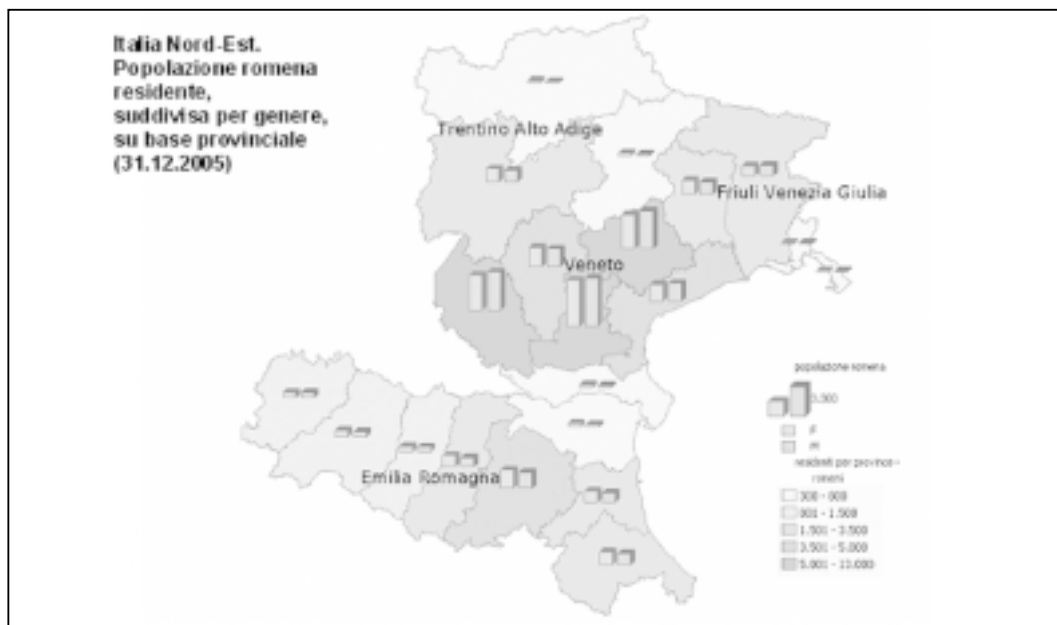 Italia Nord-Est.
Popolazione romena
residente,
suddivisa per genere,
su base provinciale
(31.12.2005)
Trentino Alto Adige
Friuli Venezia Giulia
Veneto
Emilia Romagna
popolazione romena
F
M
residenti per province -
romeni
1.501 - 3.500
3.501 - 5.000
5.001 - 13.000